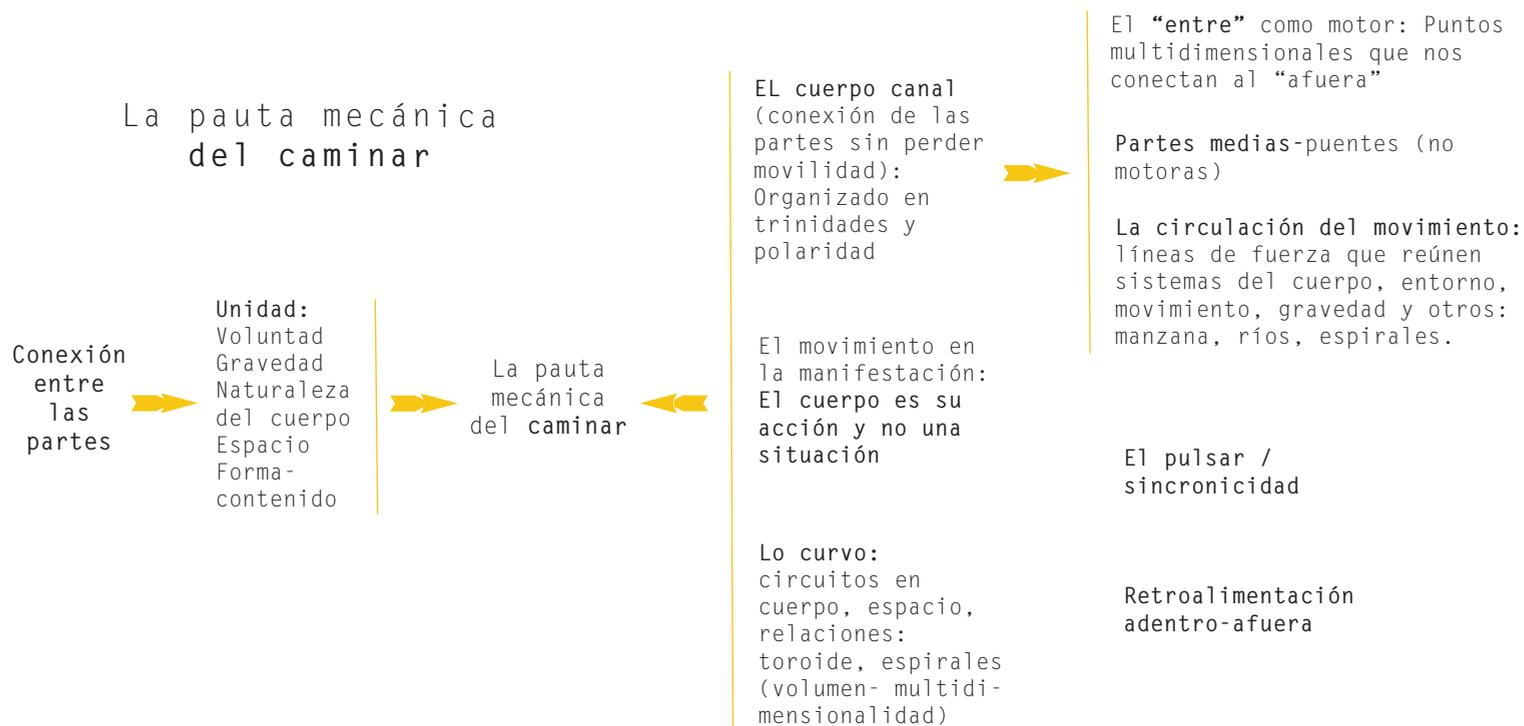 La pauta mecánica
del caminar
Conexión
entre
las
partes
Unidad:
Voluntad
Gravedad
Naturaleza
del cuerpo
Espacio
Forma-
contenido
La pauta
mecánica
del caminar
EL cuerpo canal
(conexión de las
partes sin perder
movilidad):
Organizado en
trinidades y
polaridad
El movimiento en
la manifestación:
El cuerpo es su
acción y no una
situación
Lo curvo:
circuitos en
cuerpo, espacio,
relaciones:
toroide, espirales
(volumen- multidi-
mensionalidad)
El “entre” como motor: Puntos
multidimensionales que nos
conectan al “afuera”
Partes medias-puentes (no
motoras)
La circulación del movimiento:
líneas de fuerza que reúnen
sistemas del cuerpo, entorno,
movimiento, gravedad y otros:
manzana, ríos, espirales.
El pulsar /
sincronicidad
Retroalimentación
adentro-afuera